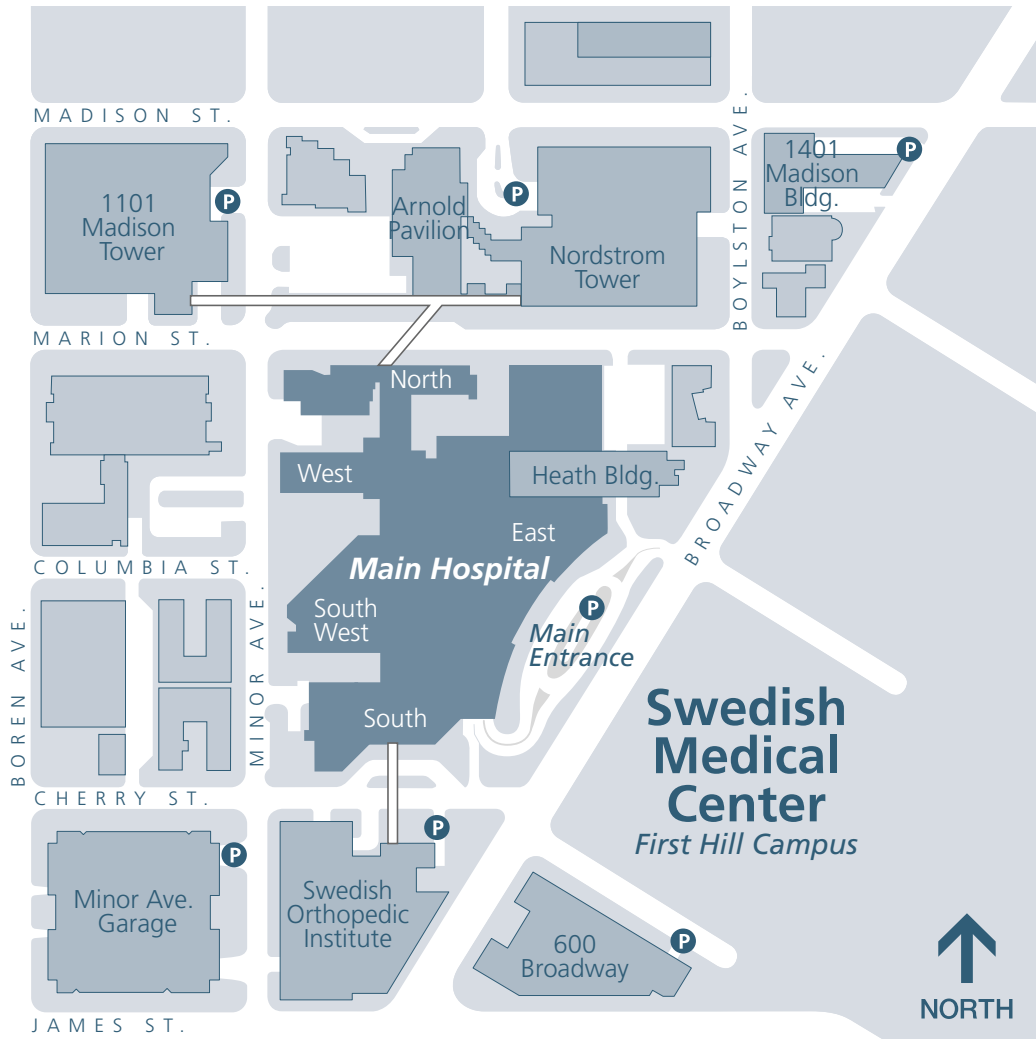 MADISON ST.
BOYLSTON AVE.
1401
Madison
Bldg.
P
1101
Madison
Tower
P
Arnold
Pavilion
P
Nordstrom
Tower
MARION ST.
North
West
Heath Bldg.
BROADWAY AVE.
East
Main Hospital
COLUMBIA ST.
BOREN AVE.
MINOR AVE.
South
West
P
Main
Entrance
South
Swedish
Medical
Center
First Hill Campus
CHERRY ST.
P
P
Minor Ave.
Garage
Swedish
Orthopedic
Institute
600
Broadway
P
NORTH
JAMES ST.